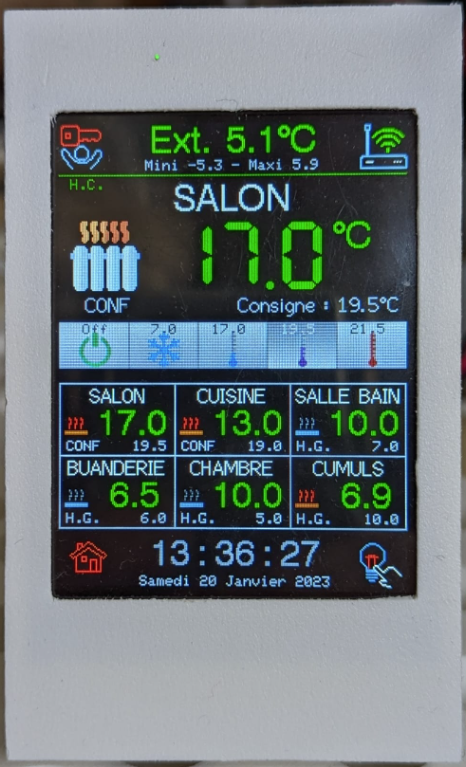 Ext. 5.1°C
Mini -5.3 - Maxi 5.9
H.C.
SALON
17.0 °C
CONF
Consigne : 19.5°C
Off 7.0 17.0 19.5 21.5
SALON CUISINE SALLE BAIN
17.0 13.0 10.0
CONF 19.5 CONF 19.0 H.G. 7.0
BUANDERIE CHAMBRE CUMULS
6.5 10.0 6.9
H.G. 6.0 H.G. 5.0 H.G. 10.0
13:36:27
Samedi 20 Janvier 2023